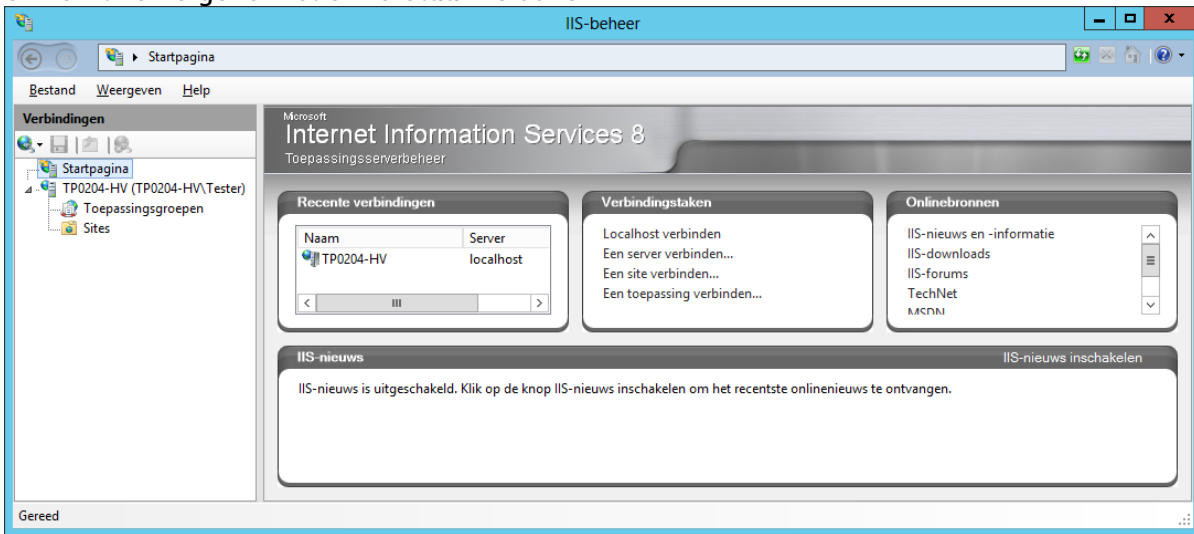 IIS-beheer
Startpagina
Bestand Weergeven Help
Verbindingen
Startpagina
TP0204-HV (TP0204-HV\Tester)
Toepassingsgroepen
Sites
Microsoft
Internet Information Services 8
Toepassingsserverbeheer
Recente verbindingen
Naam Server
TP0204-HV localhost
Verbindingstaken
Localhost verbinden
Een server verbinden...
Een site verbinden...
Een toepassing verbinden...
Onlinebronnen
IIS-nieuws en -informatie
IIS-downloads
IIS-forums
TechNet
MSDN
IIS-nieuws IIS-nieuws inschakelen
IIS-nieuws is uitgeschakeld. Klik op de knop IIS-nieuws inschakelen om het recentste onlinenieuws te ontvangen.
Gereed